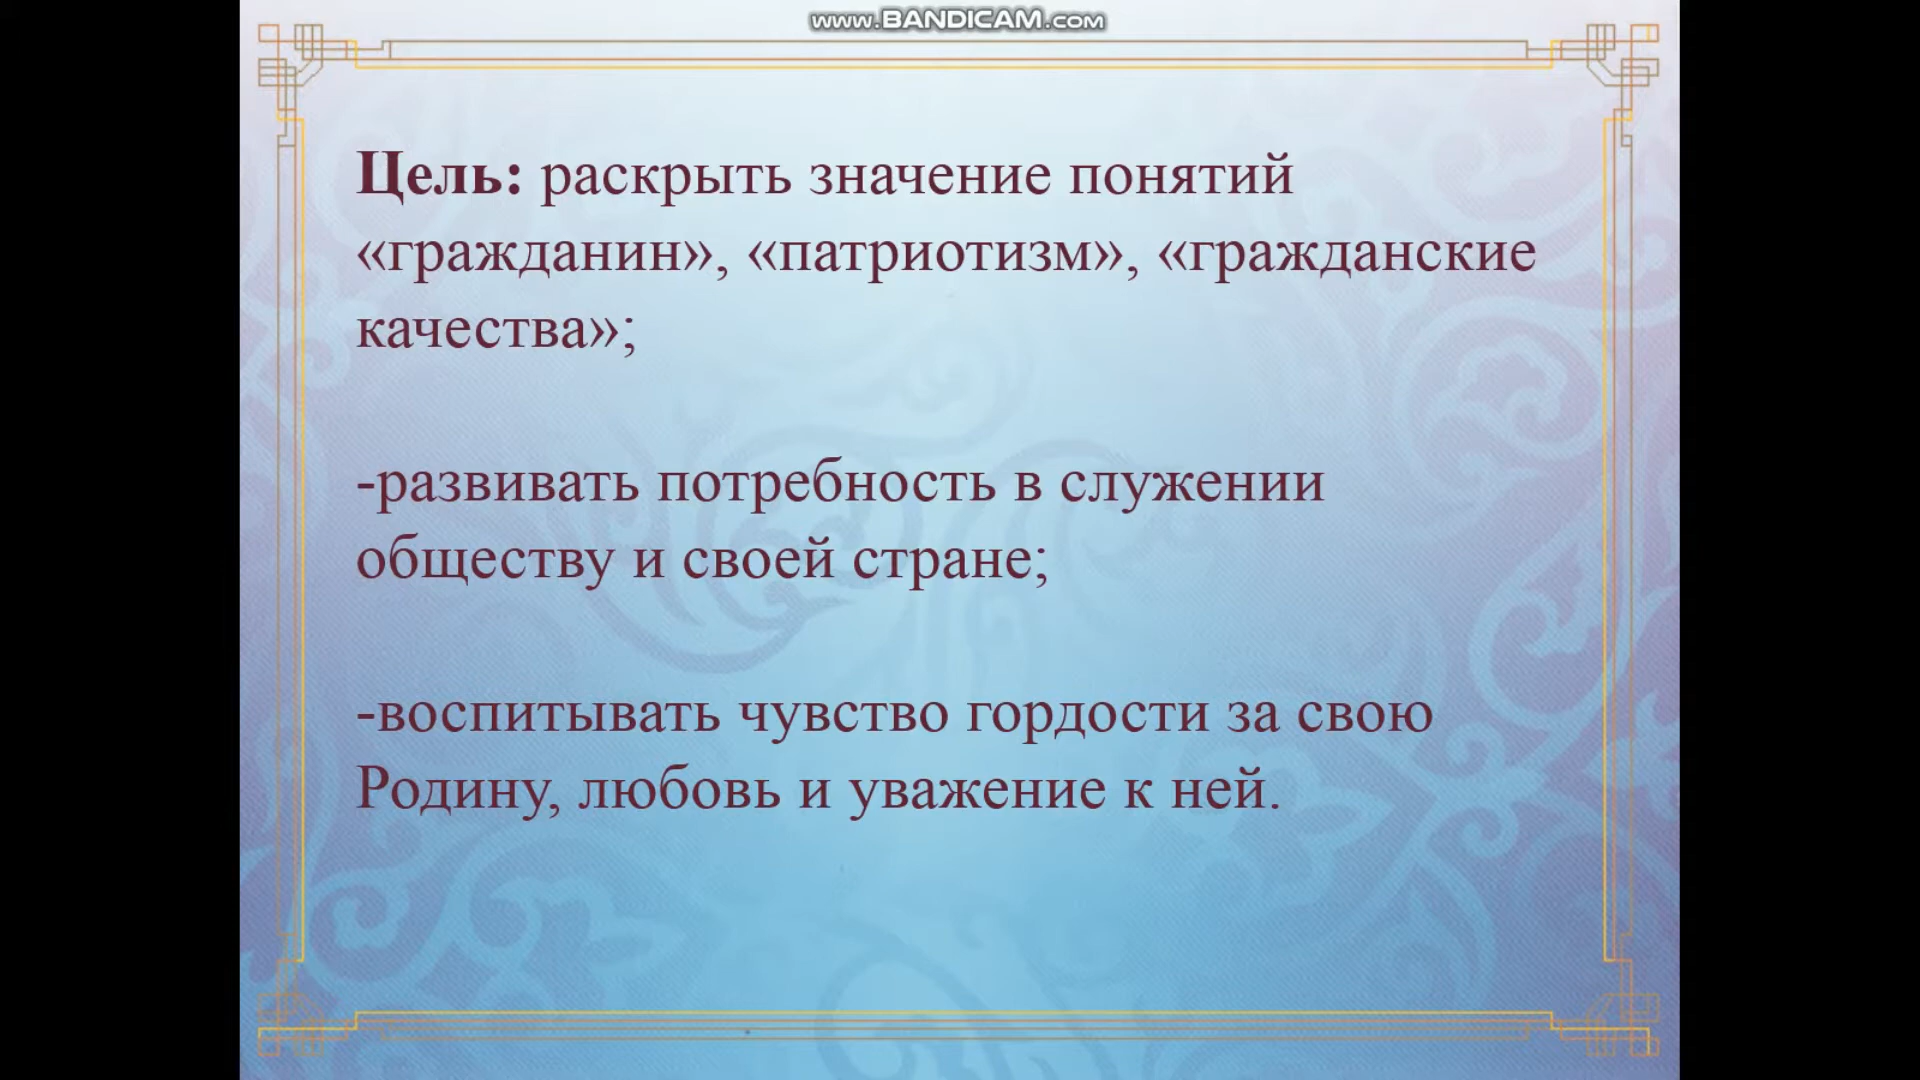 www.BANDICAM.com
Цель: раскрыть значение понятий
«гражданин», «патриотизм», «гражданские
качества»;
-развивать потребность в служении
обществу и своей стране;
-воспитывать чувство гордости за свою
Родину, любовь и уважение к ней.